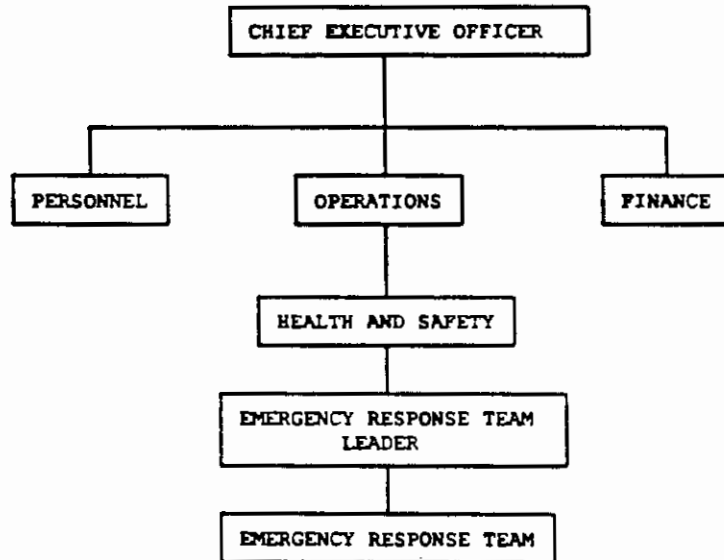 CHIEF EXECUTIVE OFFICER
PERSONNEL
OPERATIONS
FINANCE
HEALTH AND SAFETY
EMERGENCY RESPONSE TEAM
LEADER
EMERGENCY RESPONSE TEAM